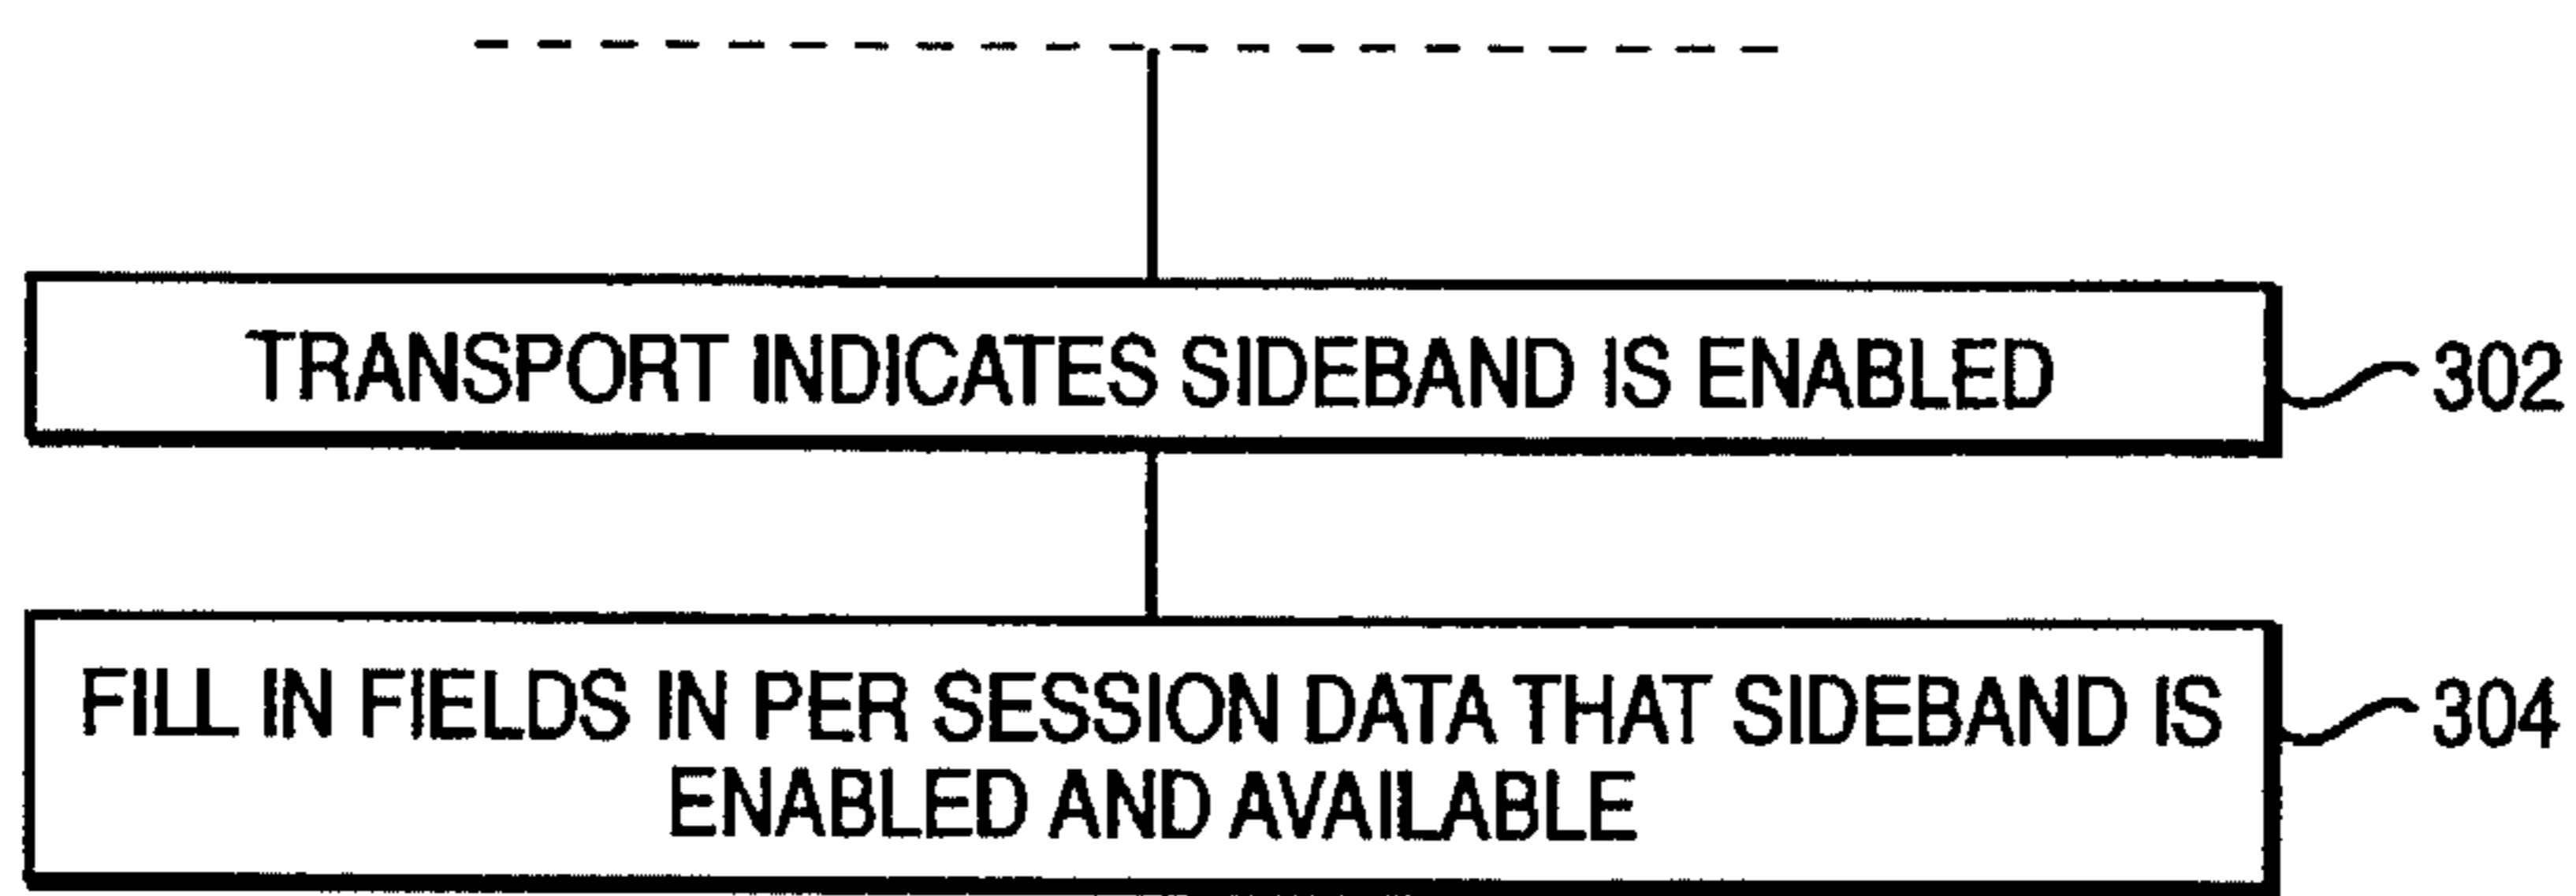 TRANSPORT INDICATES SIDEBAND IS ENABLED
302
FILL IN FIELDS IN PER SESSION DATA THAT SIDEBAND IS
ENABLED AND AVAILABLE
304